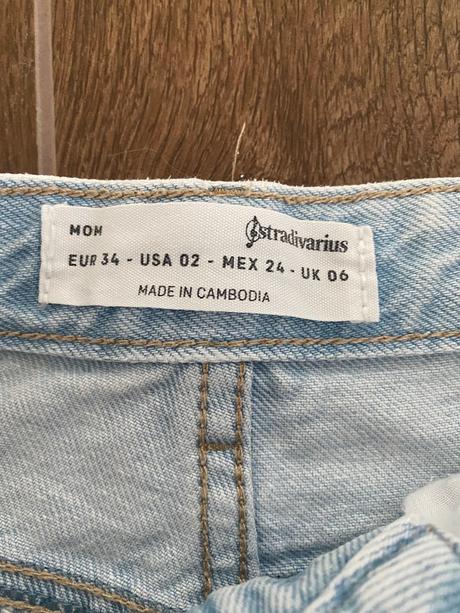 MOM
stradivarius
EUR 34 - USA 02 - MEX 24 - UK 06
MADE IN CAMBODIA